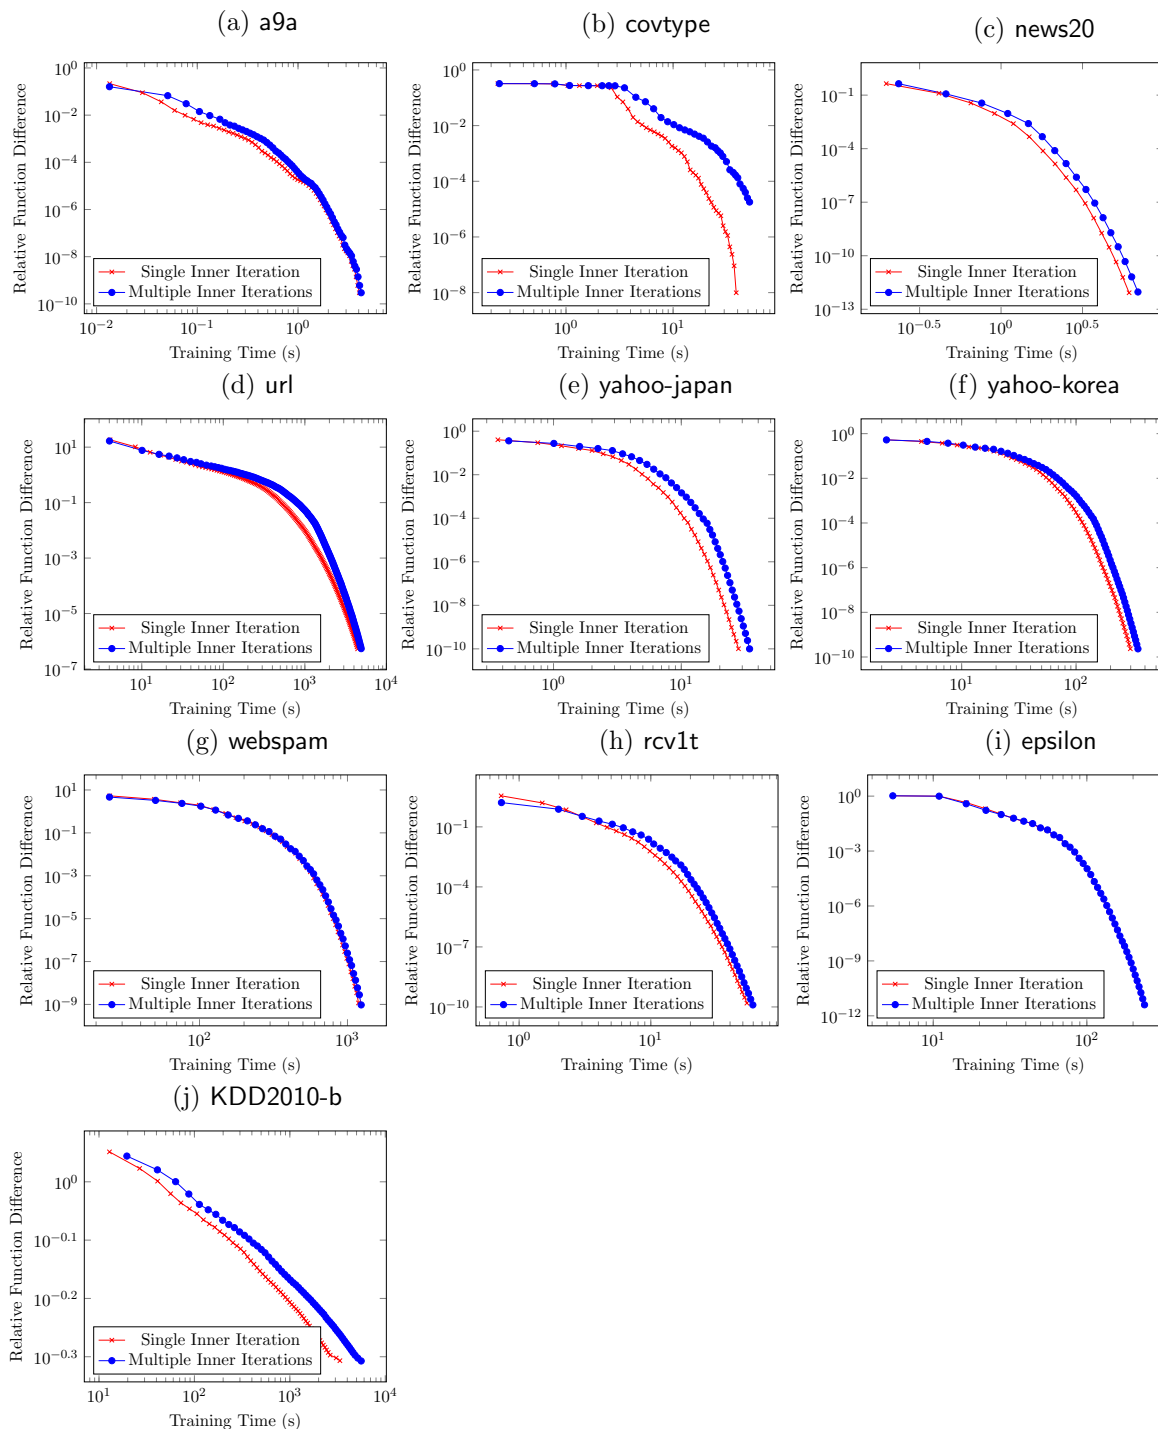 (a) a9a
10^0
10^−2
10^−4
10^−6
10^−8
10^−10
Relative Function Difference
Single Inner Iteration
Multiple Inner Iterations
10^−2
10^−1
10^0
Training Time (s)
(b) covtype
10^0
10^−2
10^−4
10^−6
10^−8
Relative Function Difference
Single Inner Iteration
Multiple Inner Iterations
10^0
10^1
Training Time (s)
(c) news20
10^−1
10^−4
10^−7
10^−10
10^−13
Relative Function Difference
Single Inner Iteration
Multiple Inner Iterations
10^−0.5
10^0
10^0.5
Training Time (s)
(d) url
10^1
10^−1
10^−3
10^−5
10^−7
Relative Function Difference
Single Inner Iteration
Multiple Inner Iterations
10^1
10^2
10^3
10^4
Training Time (s)
(e) yahoo-japan
10^0
10^−2
10^−4
10^−6
10^−8
10^−10
Relative Function Difference
Single Inner Iteration
Multiple Inner Iterations
10^0
10^1
Training Time (s)
(f) yahoo-korea
10^0
10^−2
10^−4
10^−6
10^−8
10^−10
Relative Function Difference
Single Inner Iteration
Multiple Inner Iterations
10^1
10^2
Training Time (s)
(g) webspam
10^1
10^−1
10^−3
10^−5
10^−7
10^−9
Relative Function Difference
Single Inner Iteration
Multiple Inner Iterations
10^2
10^3
Training Time (s)
(h) rcv1t
10^−1
10^−4
10^−7
10^−10
Relative Function Difference
Single Inner Iteration
Multiple Inner Iterations
10^0
10^1
Training Time (s)
(i) epsilon
10^0
10^−3
10^−6
10^−9
10^−12
Relative Function Difference
Single Inner Iteration
Multiple Inner Iterations
10^1
10^2
Training Time (s)
(j) KDD2010-b
10^0
10^−0.1
10^−0.2
10^−0.3
Relative Function Difference
Single Inner Iteration
Multiple Inner Iterations
10^1
10^2
10^3
10^4
Training Time (s)